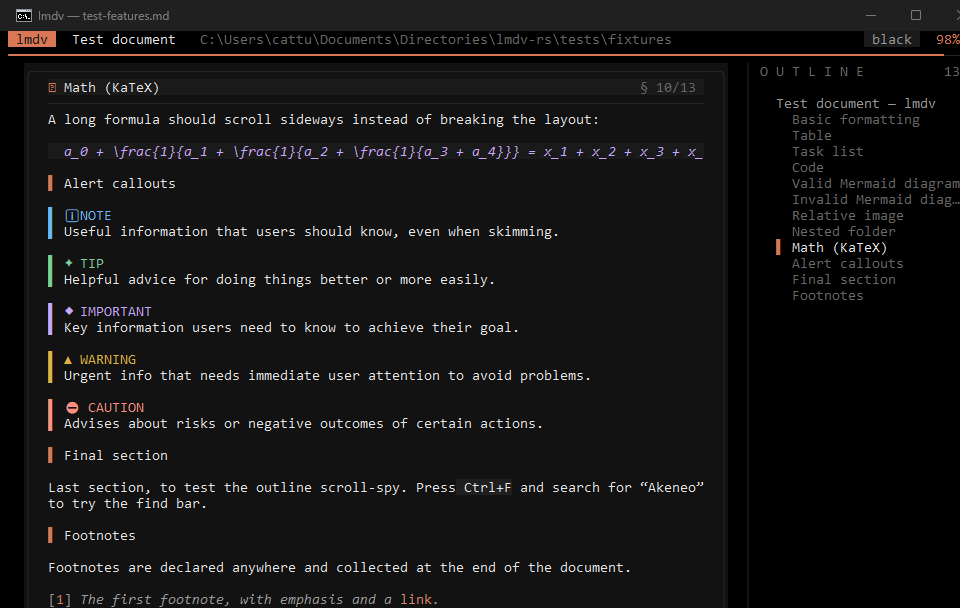 lmdv — test-features.md
lmdv Test document C:\Users\cattu\Documents\Directories\lmdv-rs\tests\fixtures black 98%
Math (KaTeX) § 10/13
A long formula should scroll sideways instead of breaking the layout:
a_0 + \frac{1}{a_1 + \frac{1}{a_2 + \frac{1}{a_3 + a_4}}} = x_1 + x_2 + x_3 + x_
Alert callouts
NOTE
Useful information that users should know, even when skimming.
TIP
Helpful advice for doing things better or more easily.
IMPORTANT
Key information users need to know to achieve their goal.
WARNING
Urgent info that needs immediate user attention to avoid problems.
CAUTION
Advises about risks or negative outcomes of certain actions.
Final section
Last section, to test the outline scroll-spy. Press Ctrl+F and search for “Akeneo”
to try the find bar.
Footnotes
Footnotes are declared anywhere and collected at the end of the document.
[1] The first footnote, with emphasis and a link.
OUTLINE 13
Test document — lmdv
Basic formatting
Table
Task list
Code
Valid Mermaid diagram
Invalid Mermaid diag…
Relative image
Nested folder
Math (KaTeX)
Alert callouts
Final section
Footnotes